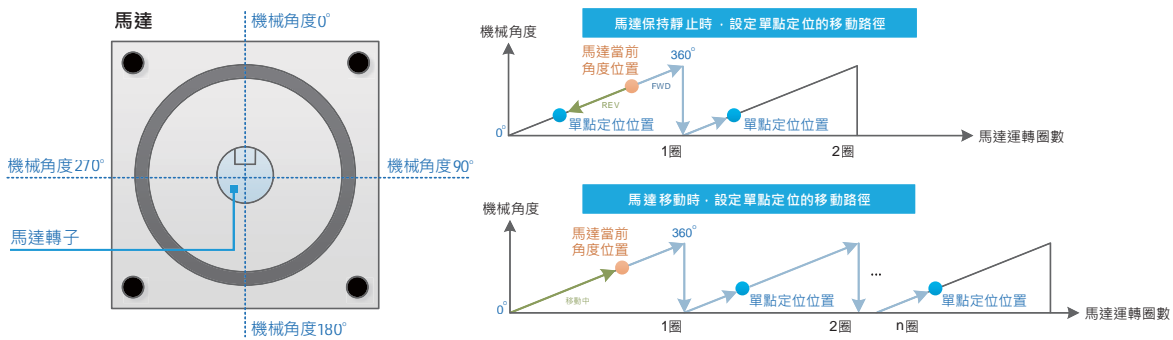 馬達
機械角度0°
機械角度270°
機械角度90°
馬達轉子
機械角度180°
馬達保持靜止時，設定單點定位的移動路徑
機械角度
馬達當前
角度位置
360°
FWD
REV
0°
單點定位位置
單點定位位置
馬達運轉圈數
1圈
2圈
馬達移動時，設定單點定位的移動路徑
機械角度
馬達當前
角度位置
360°
移動中
...
0°
單點定位位置
單點定位位置
馬達運轉圈數
1圈
2圈
n圈